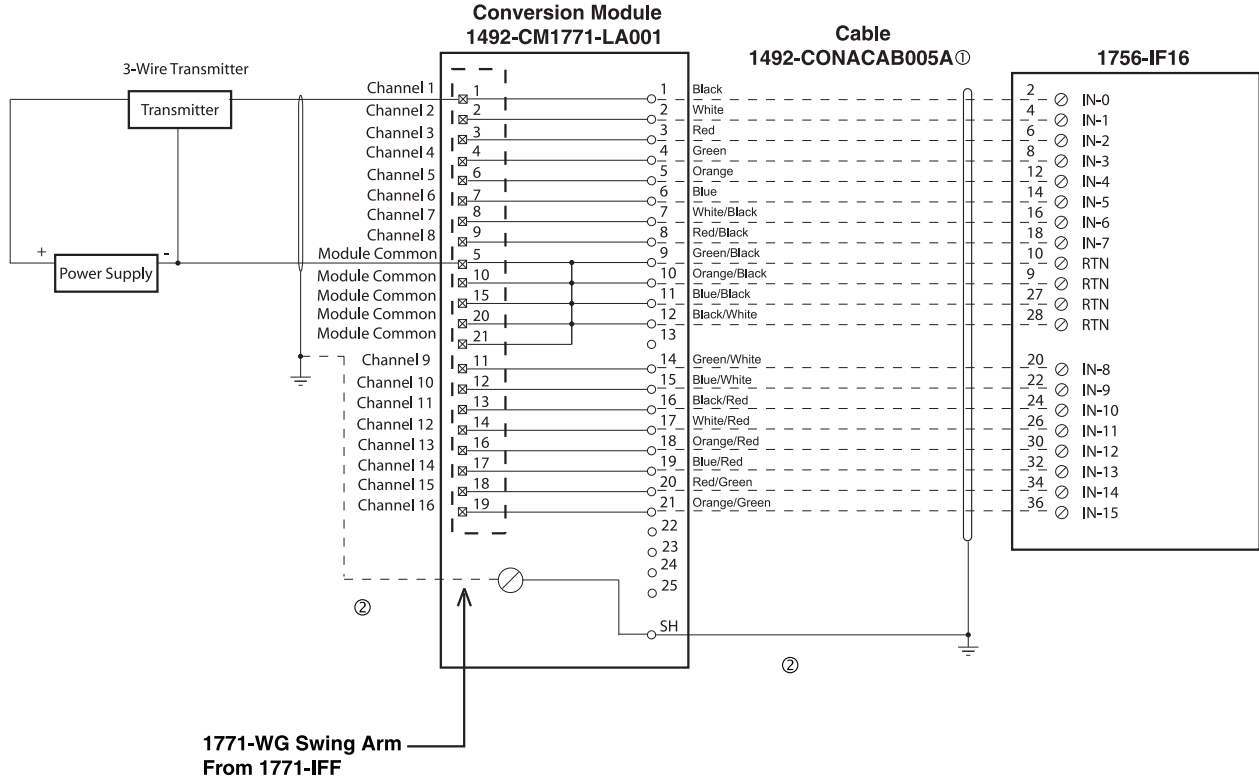 Conversion Module
1492-CM1771-LA001
Cable
1492-CONACAB005A①
1756-IF16
3-Wire Transmitter
Transmitter
+
-
Power Supply
Channel 1 1 1 Black 2 IN-0
Channel 2 2 2 White 4 IN-1
Channel 3 3 3 Red 6 IN-2
Channel 4 4 4 Green 8 IN-3
Channel 5 6 5 Orange 12 IN-4
Channel 6 7 6 Blue 14 IN-5
Channel 7 8 7 White/Black 16 IN-6
Channel 8 9 8 Red/Black 18 IN-7
Module Common 5 9 Green/Black 10 RTN
Module Common 10 10 Orange/Black 9 RTN
Module Common 15 11 Blue/Black 27 RTN
Module Common 20 12 Black/White 28 RTN
Module Common 21 13
Channel 9 11 14 Green/White 20 IN-8
Channel 10 12 15 Blue/White 22 IN-9
Channel 11 13 16 Black/Red 24 IN-10
Channel 12 14 17 White/Red 26 IN-11
Channel 13 16 18 Orange/Red 30 IN-12
Channel 14 17 19 Blue/Red 32 IN-13
Channel 15 18 20 Red/Green 34 IN-14
Channel 16 19 21 Orange/Green 36 IN-15
22
23
24
25
②
SH
②
1771-WG Swing Arm
From 1771-IFF